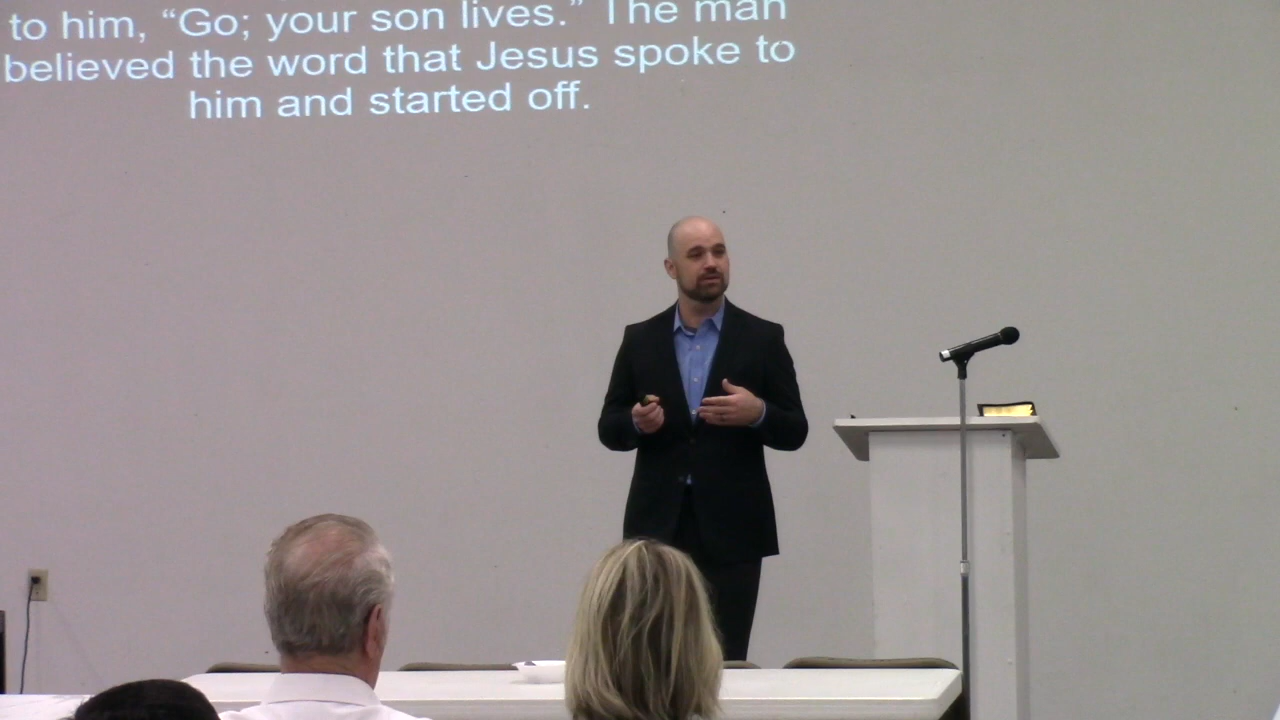 to him, “Go; your son lives.” The man
believed the word that Jesus spoke to
him and started off.